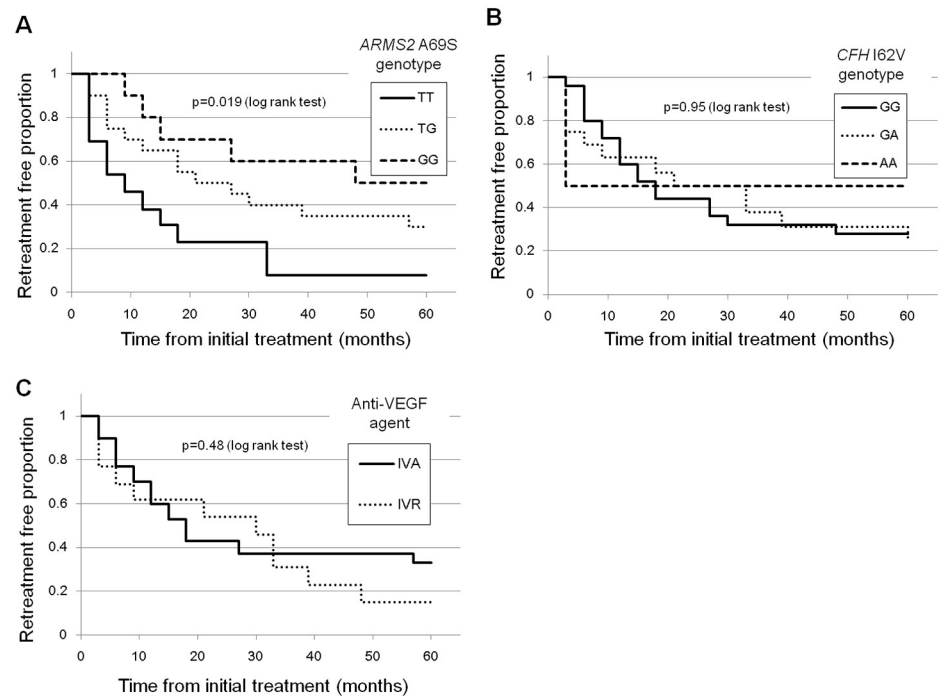 A
ARMS2 A69S
genotype
TT
TG
GG
p=0.019 (log rank test)
Retreatment free proportion
1
0.8
0.6
0.4
0.2
0
0 10 20 30 40 50 60
Time from initial treatment (months)
B
CFH I62V
genotype
GG
GA
AA
p=0.95 (log rank test)
Retreatment free proportion
1
0.8
0.6
0.4
0.2
0
0 10 20 30 40 50 60
Time from initial treatment (months)
C
Anti-VEGF
agent
IVA
IVR
p=0.48 (log rank test)
Retreatment free proportion
1
0.8
0.6
0.4
0.2
0
0 10 20 30 40 50 60
Time from initial treatment (months)